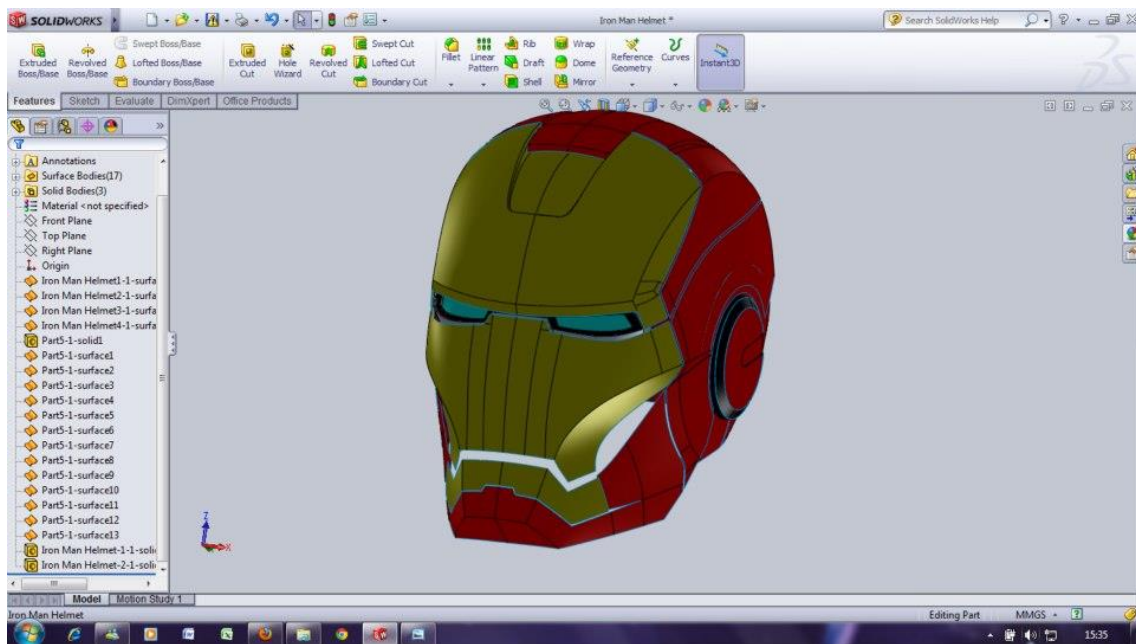 SOLIDWORKS
Iron Man Helmet *
Search SolidWorks Help
Extruded Boss/Base
Revolved Boss/Base
Swept Boss/Base
Lofted Boss/Base
Boundary Boss/Base
Extruded Cut
Hole Wizard
Revolved Cut
Swept Cut
Lofted Cut
Boundary Cut
Fillet
Linear Pattern
Rib
Draft
Shell
Wrap
Dome
Mirror
Reference Geometry
Curves
Instant3D
Features Sketch Evaluate DimXpert Office Products
Annotations
Surface Bodies(17)
Solid Bodies(3)
Material <not specified>
Front Plane
Top Plane
Right Plane
Origin
Iron Man Helmet1-1-surfa
Iron Man Helmet2-1-surfa
Iron Man Helmet3-1-surfa
Iron Man Helmet4-1-surfa
Part5-1-solid1
Part5-1-surface1
Part5-1-surface2
Part5-1-surface3
Part5-1-surface4
Part5-1-surface5
Part5-1-surface6
Part5-1-surface7
Part5-1-surface8
Part5-1-surface9
Part5-1-surface10
Part5-1-surface11
Part5-1-surface12
Part5-1-surface13
Iron Man Helmet-1-1-soli
Iron Man Helmet-2-1-soli
Z
X
Model Motion Study 1
Iron Man Helmet
Editing Part MMGS
15:35